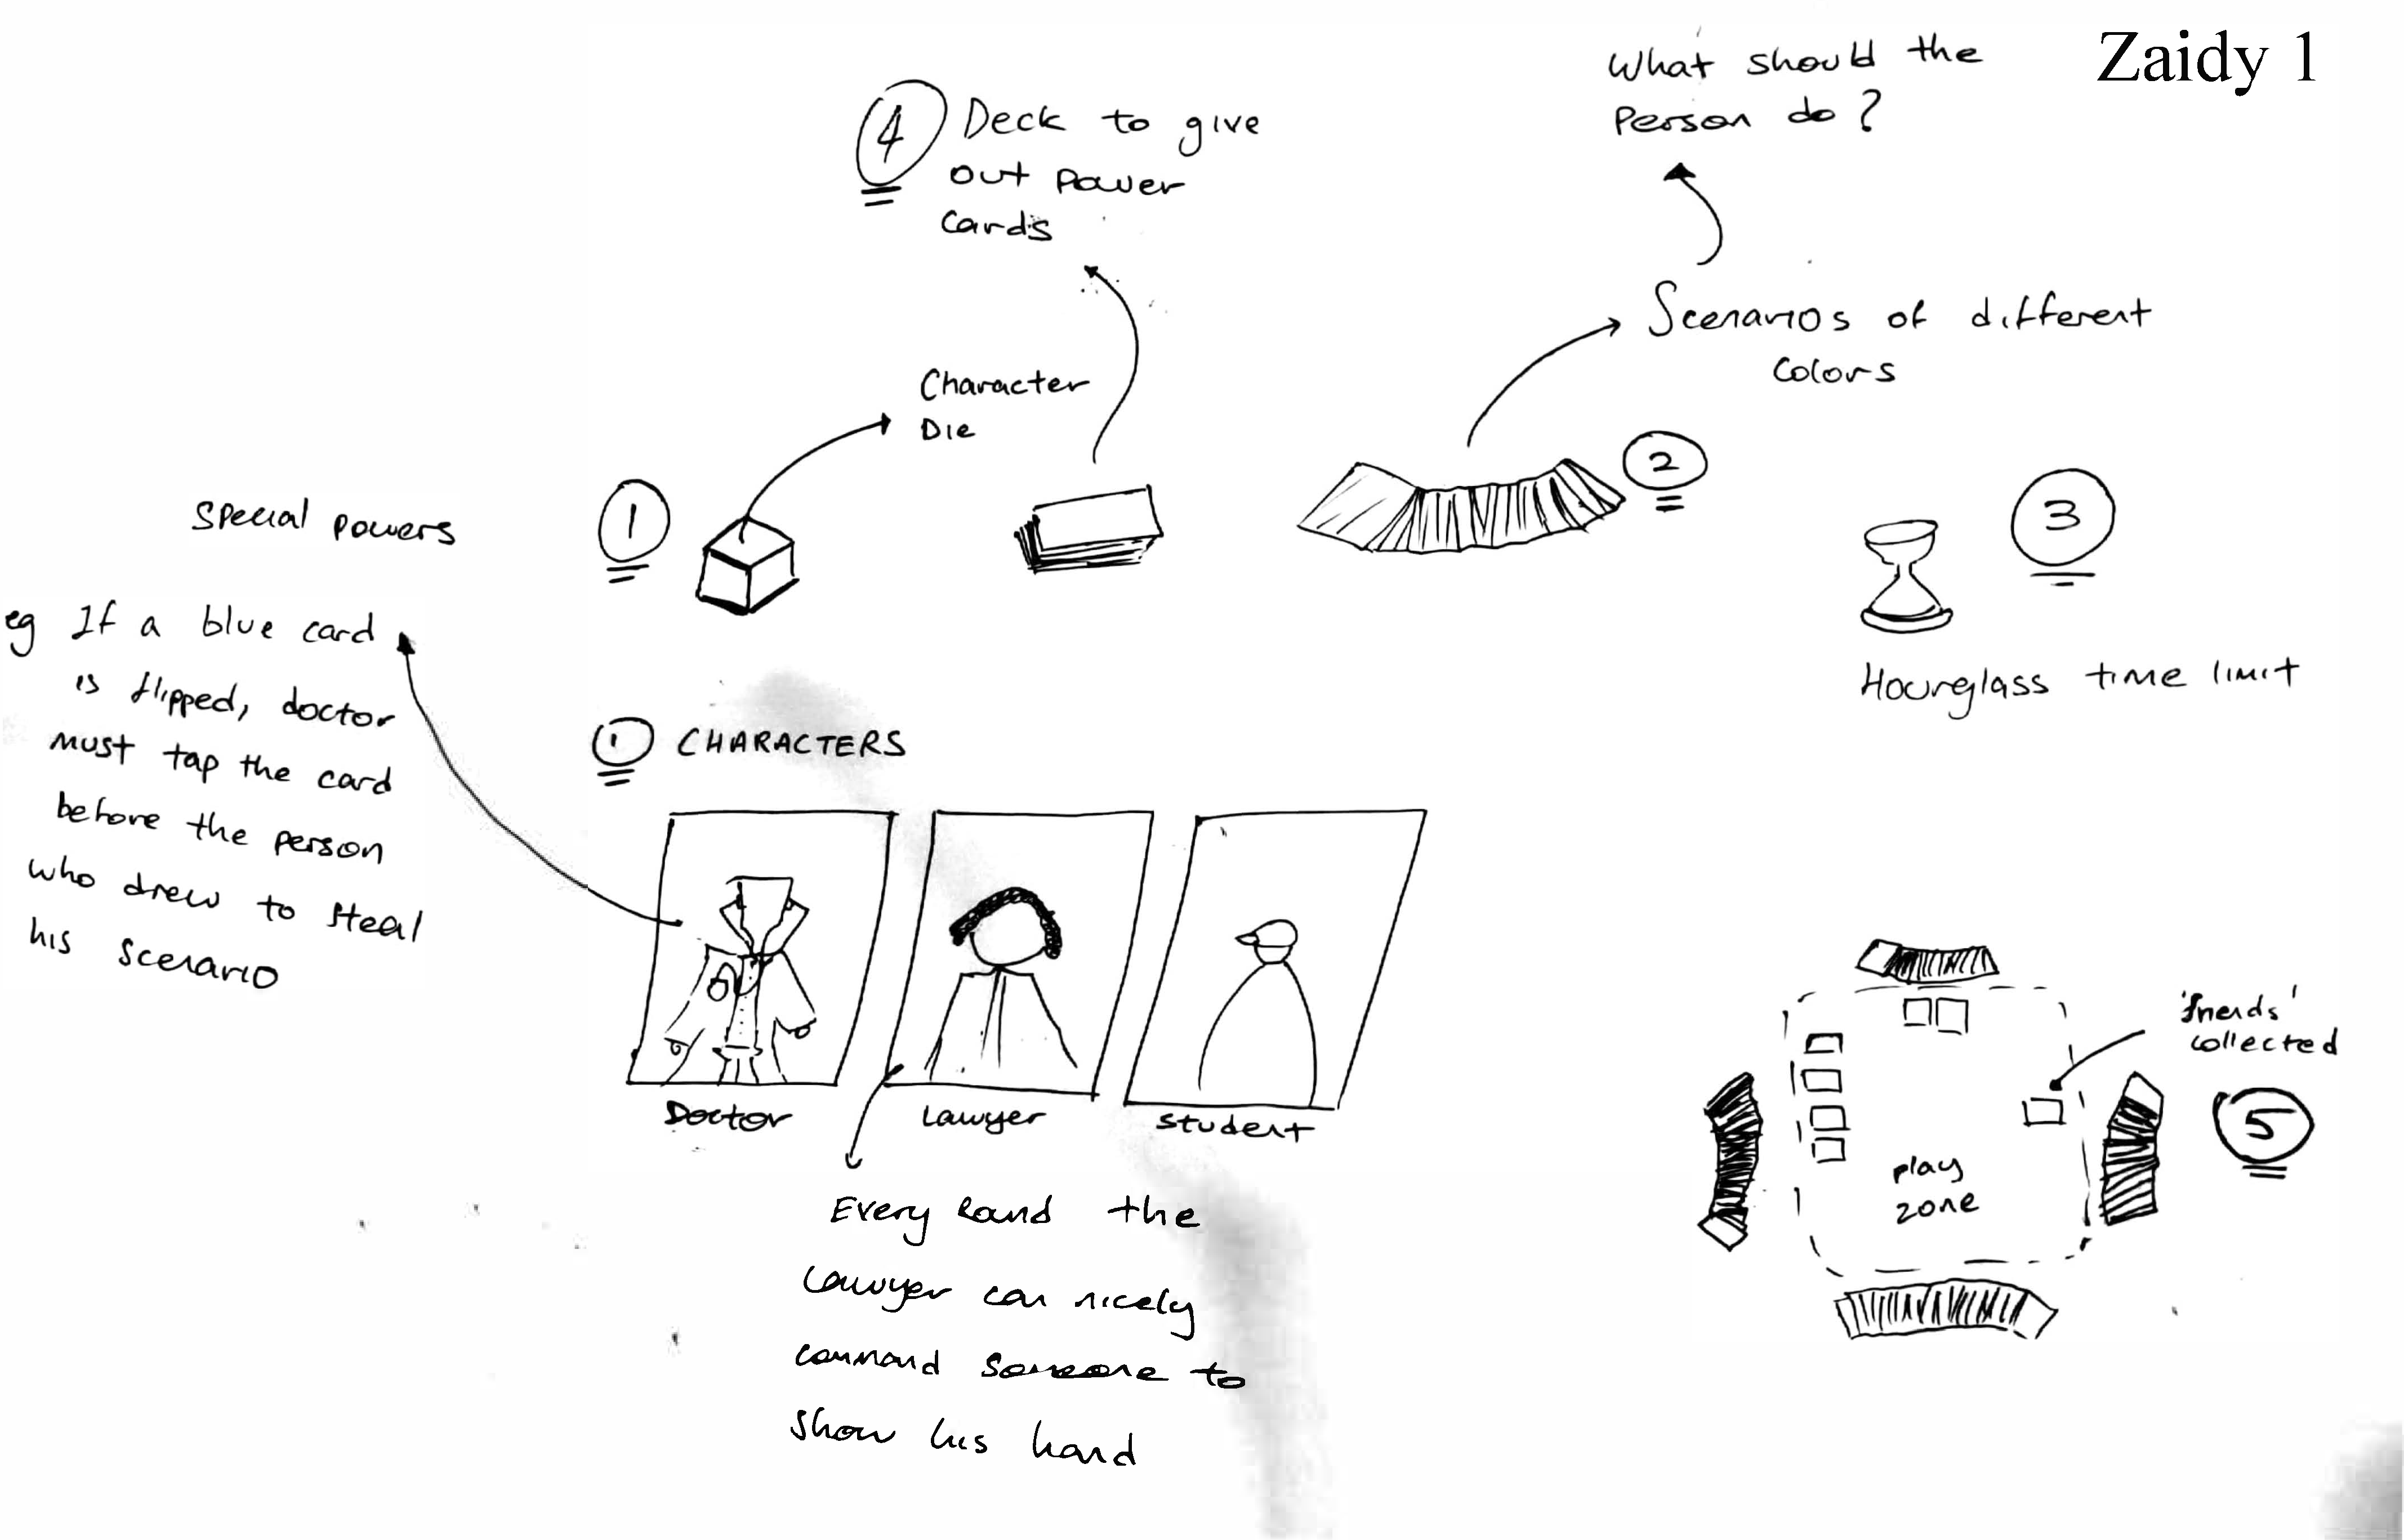 Zaidy 1
What should the
Person do?
4
Deck to give
out Power
Cards
Scenarios of different
Colors
Character
Die
2
1
3
Special Powers
Hourglass time limit
eg If a blue card
is flipped, doctor
must tap the card
before the person
who drew to steal
his scenario
1 CHARACTERS
Doctor
Lawyer
Student
'friends'
collected
5
play
zone
Every Round the
Lawyer can nicely
command someone to
show his hand